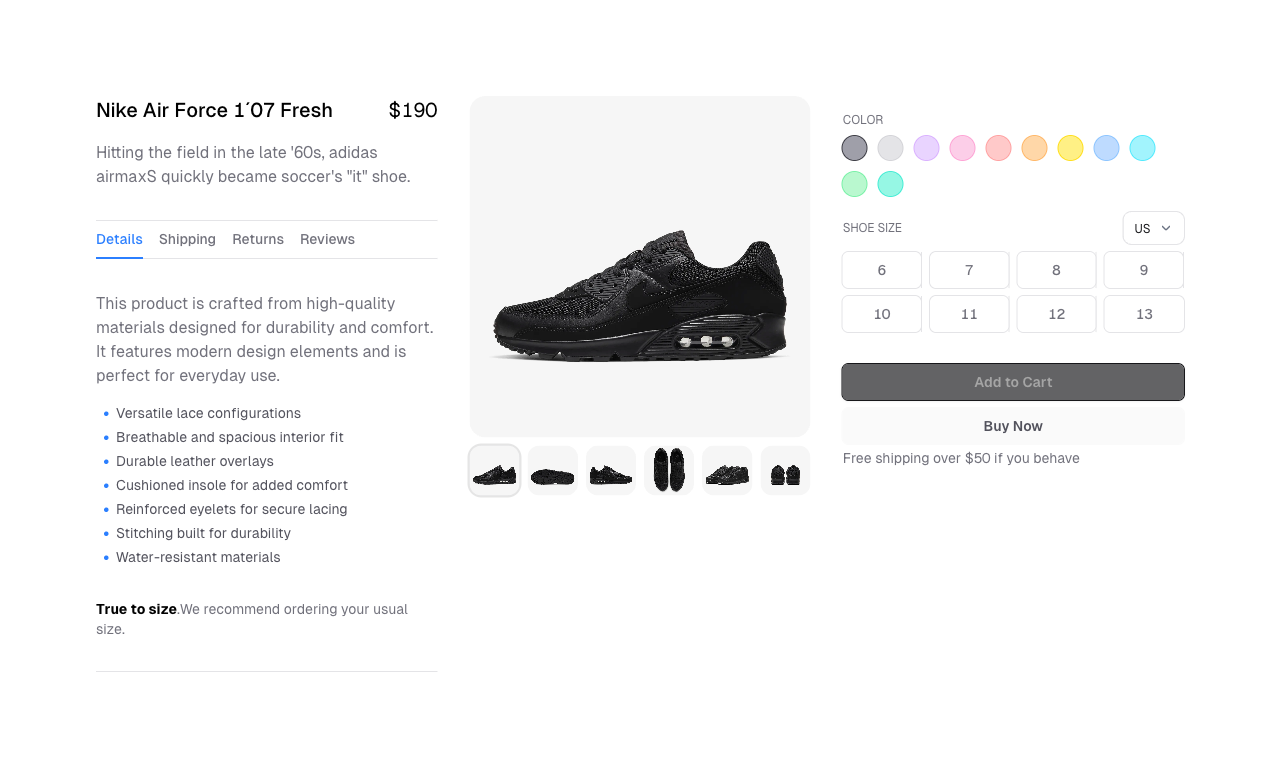 Nike Air Force 1´07 Fresh $190
Hitting the field in the late '60s, adidas
airmaxS quickly became soccer's "it" shoe.
Details Shipping Returns Reviews
This product is crafted from high-quality
materials designed for durability and comfort.
It features modern design elements and is
perfect for everyday use.
Versatile lace configurations
Breathable and spacious interior fit
Durable leather overlays
Cushioned insole for added comfort
Reinforced eyelets for secure lacing
Stitching built for durability
Water-resistant materials
True to size.We recommend ordering your usual
size.
COLOR
SHOE SIZE US
6 7 8 9
10 11 12 13
Add to Cart
Buy Now
Free shipping over $50 if you behave